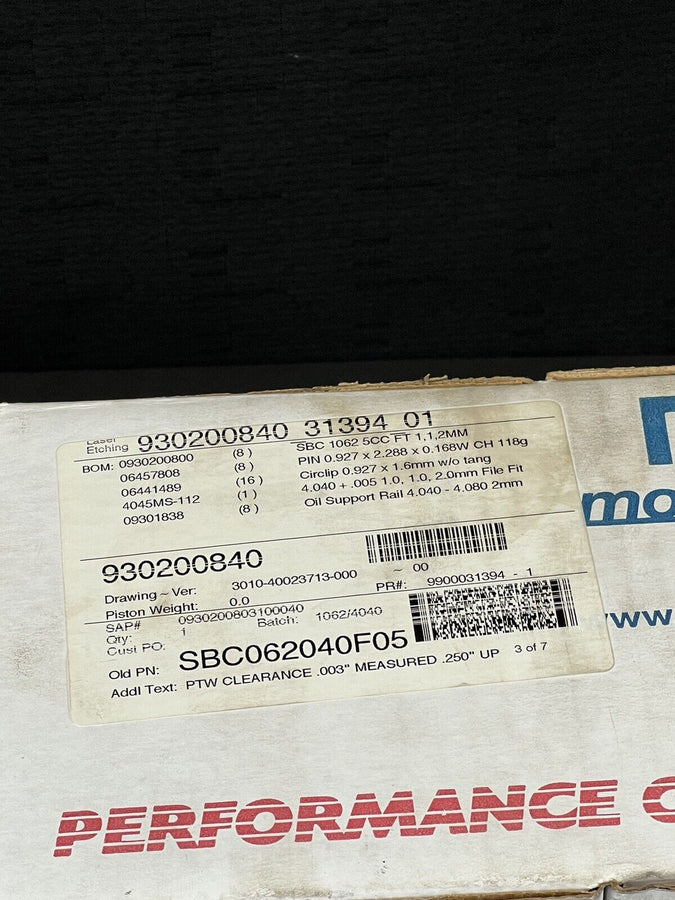 Laser
Etching 930200840 31394 01
BOM: 0930200800 (8) SBC 1062 5CC FT 1,1,2MM
06457808 (8) PIN 0.927 x 2.288 x 0.168W CH 118g
06441489 (16) Circlip 0.927 x 1.6mm w/o tang
4045MS-112 (1) 4.040 + .005 1.0, 1.0, 2.0mm File Fit
09301838 (8) Oil Support Rail 4.040 - 4.080 2mm
930200840
Drawing ~ Ver: 3010-40023713-000 ~ 00
Piston Weight: 0.0 PR#: 9900031394 - 1
SAP# 0930200803100040
Qty: 1 Batch: 1062/4040
Cust PO:
Old PN: SBC062040F05
Addl Text: PTW CLEARANCE .003" MEASURED .250" UP 3 of 7
mo
www
PERFORMANCE